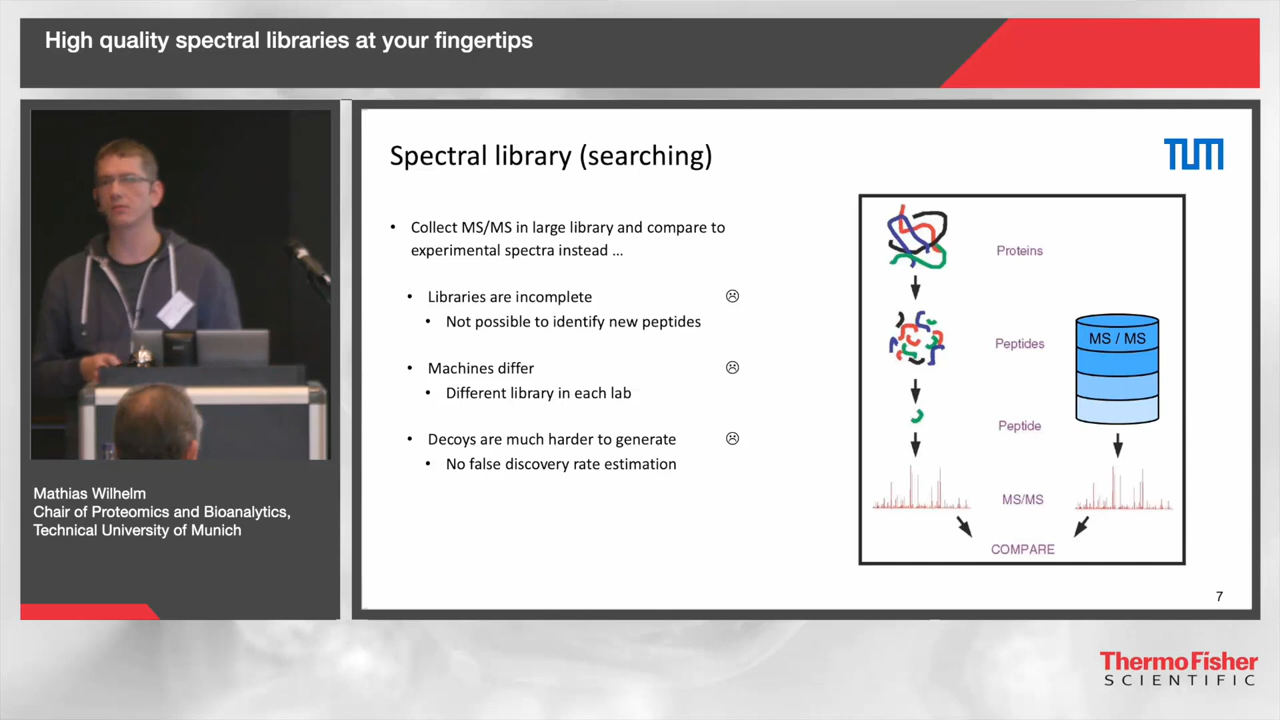 High quality spectral libraries at your fingertips
Spectral library (searching)
TUM
• Collect MS/MS in large library and compare to
experimental spectra instead ...
• Libraries are incomplete ☹
• Not possible to identify new peptides
• Machines differ ☹
• Different library in each lab
• Decoys are much harder to generate ☹
• No false discovery rate estimation
Proteins
Peptides
MS / MS
Peptide
MS/MS
COMPARE
7
Mathias Wilhelm
Chair of Proteomics and Bioanalytics,
Technical University of Munich
ThermoFisher
SCIENTIFIC